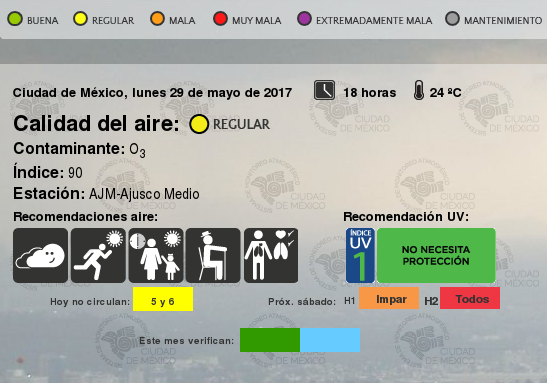 BUENA REGULAR MALA MUY MALA EXTREMADAMENTE MALA MANTENIMIENTO
Ciudad de México, lunes 29 de mayo de 2017 18 horas 24 ºC
Calidad del aire: REGULAR
Contaminante: O3
Índice: 90
Estación: AJM-Ajusco Medio
Recomendaciones aire: Recomendación UV:
ÍNDICE
UV
1
NO NECESITA
PROTECCIÓN
Hoy no circulan: 5 y 6 Próx. sábado: H1 Impar H2 Todos
Este mes verifican:
MONITOREO ATMOSFÉRICO
CIUDAD
DE MÉXICO